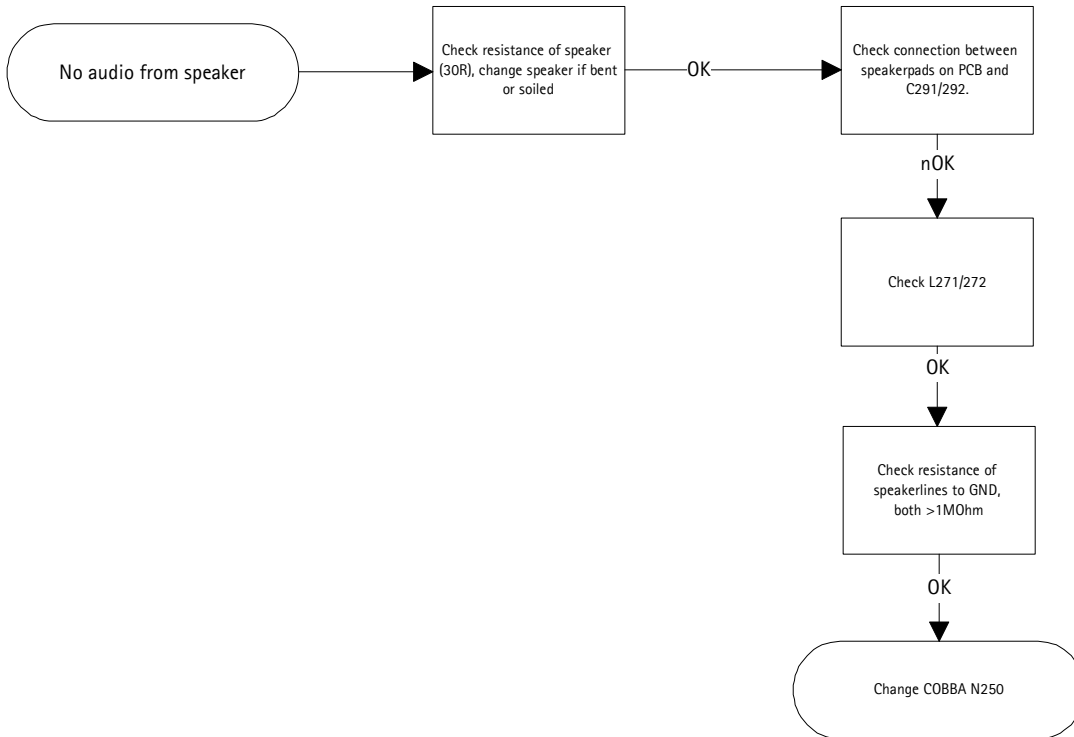 No audio from speaker
Check resistance of speaker
(30R), change speaker if bent
or soiled
OK
Check connection between
speakerpads on PCB and
C291/292.
nOK
Check L271/272
OK
Check resistance of
speakerlines to GND,
both >1MOhm
OK
Change COBBA N250